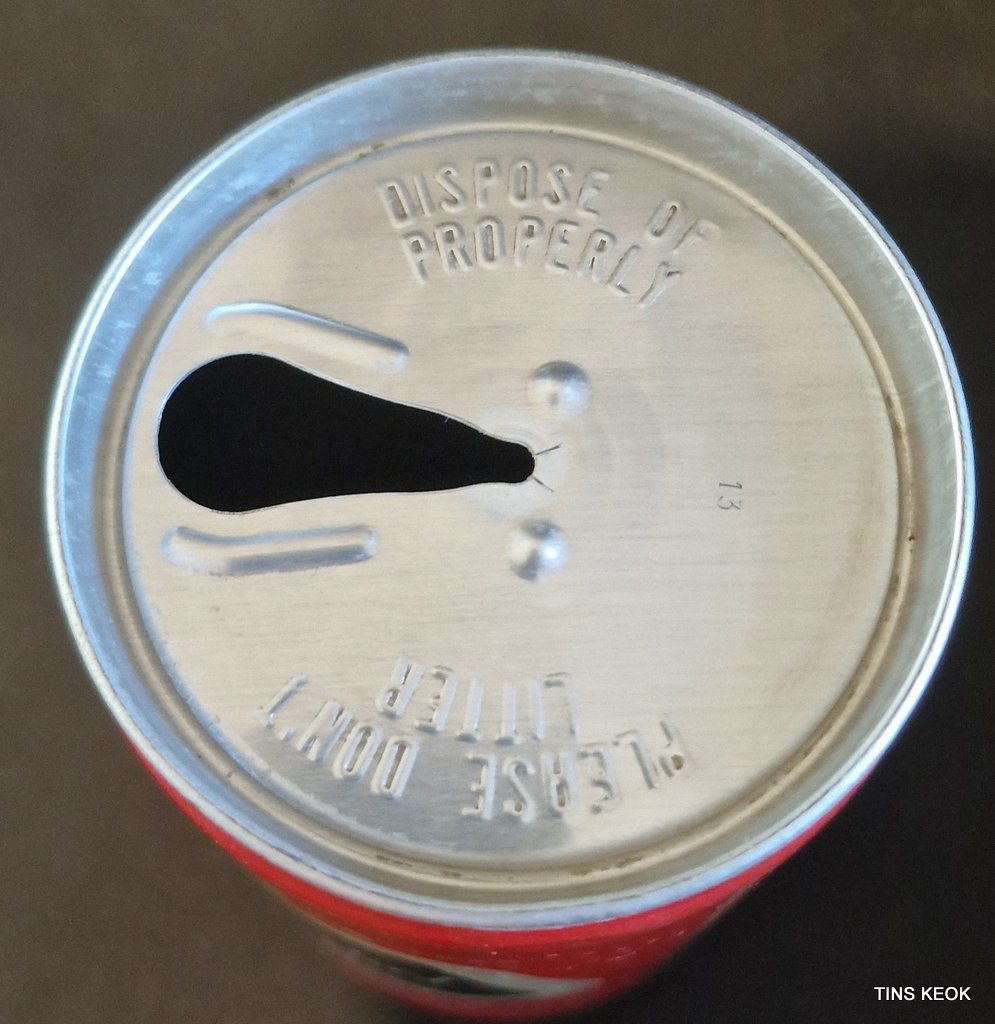 DISPOSE OF
PROPERLY
13
PLEASE DON'T
LITTER
TINS KEOK